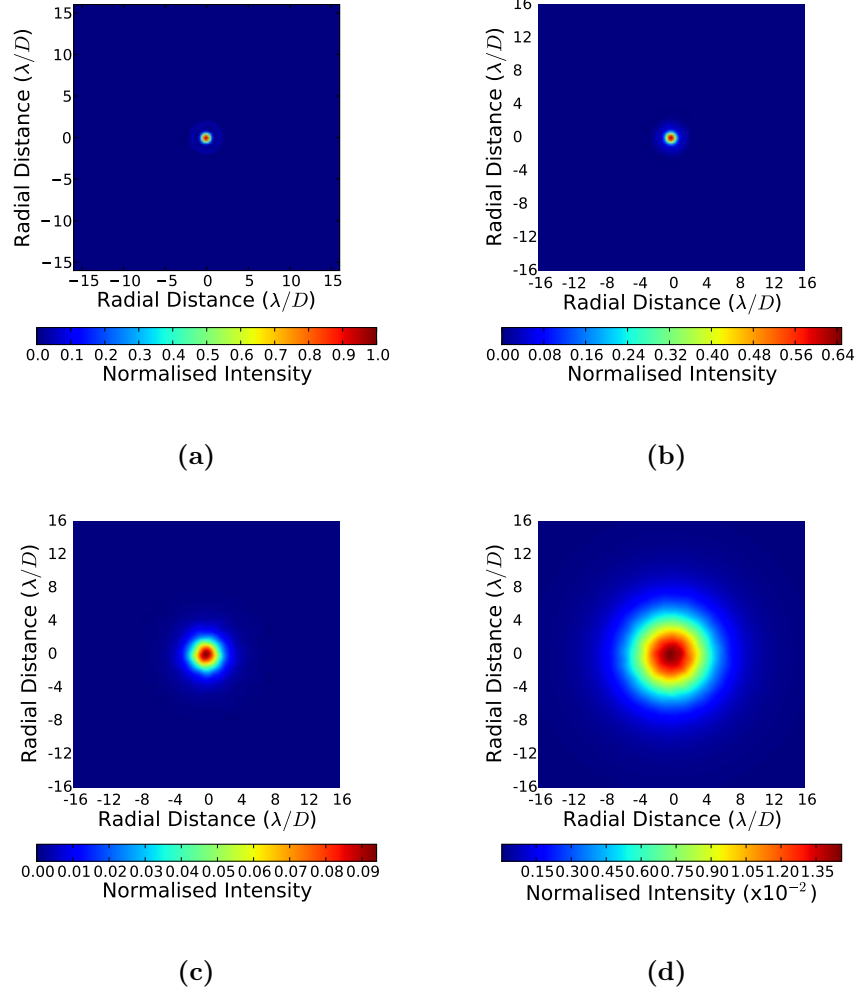 15
10
5
0
−5
−10
−15
Radial Distance (λ/D)
−15 −10 −5 0 5 10 15
Radial Distance (λ/D)
0.0 0.1 0.2 0.3 0.4 0.5 0.6 0.7 0.8 0.9 1.0
Normalised Intensity
(a)
16
12
8
4
0
-4
-8
-12
-16
Radial Distance (λ/D)
-16 -12 -8 -4 0 4 8 12 16
Radial Distance (λ/D)
0.00 0.08 0.16 0.24 0.32 0.40 0.48 0.56 0.64
Normalised Intensity
(b)
16
12
8
4
0
-4
-8
-12
-16
Radial Distance (λ/D)
-16 -12 -8 -4 0 4 8 12 16
Radial Distance (λ/D)
0.00 0.01 0.02 0.03 0.04 0.05 0.06 0.07 0.08 0.09
Normalised Intensity
(c)
16
12
8
4
0
-4
-8
-12
-16
Radial Distance (λ/D)
-16 -12 -8 -4 0 4 8 12 16
Radial Distance (λ/D)
0.15 0.30 0.45 0.60 0.75 0.90 1.05 1.20 1.35
Normalised Intensity (x10⁻²)
(d)